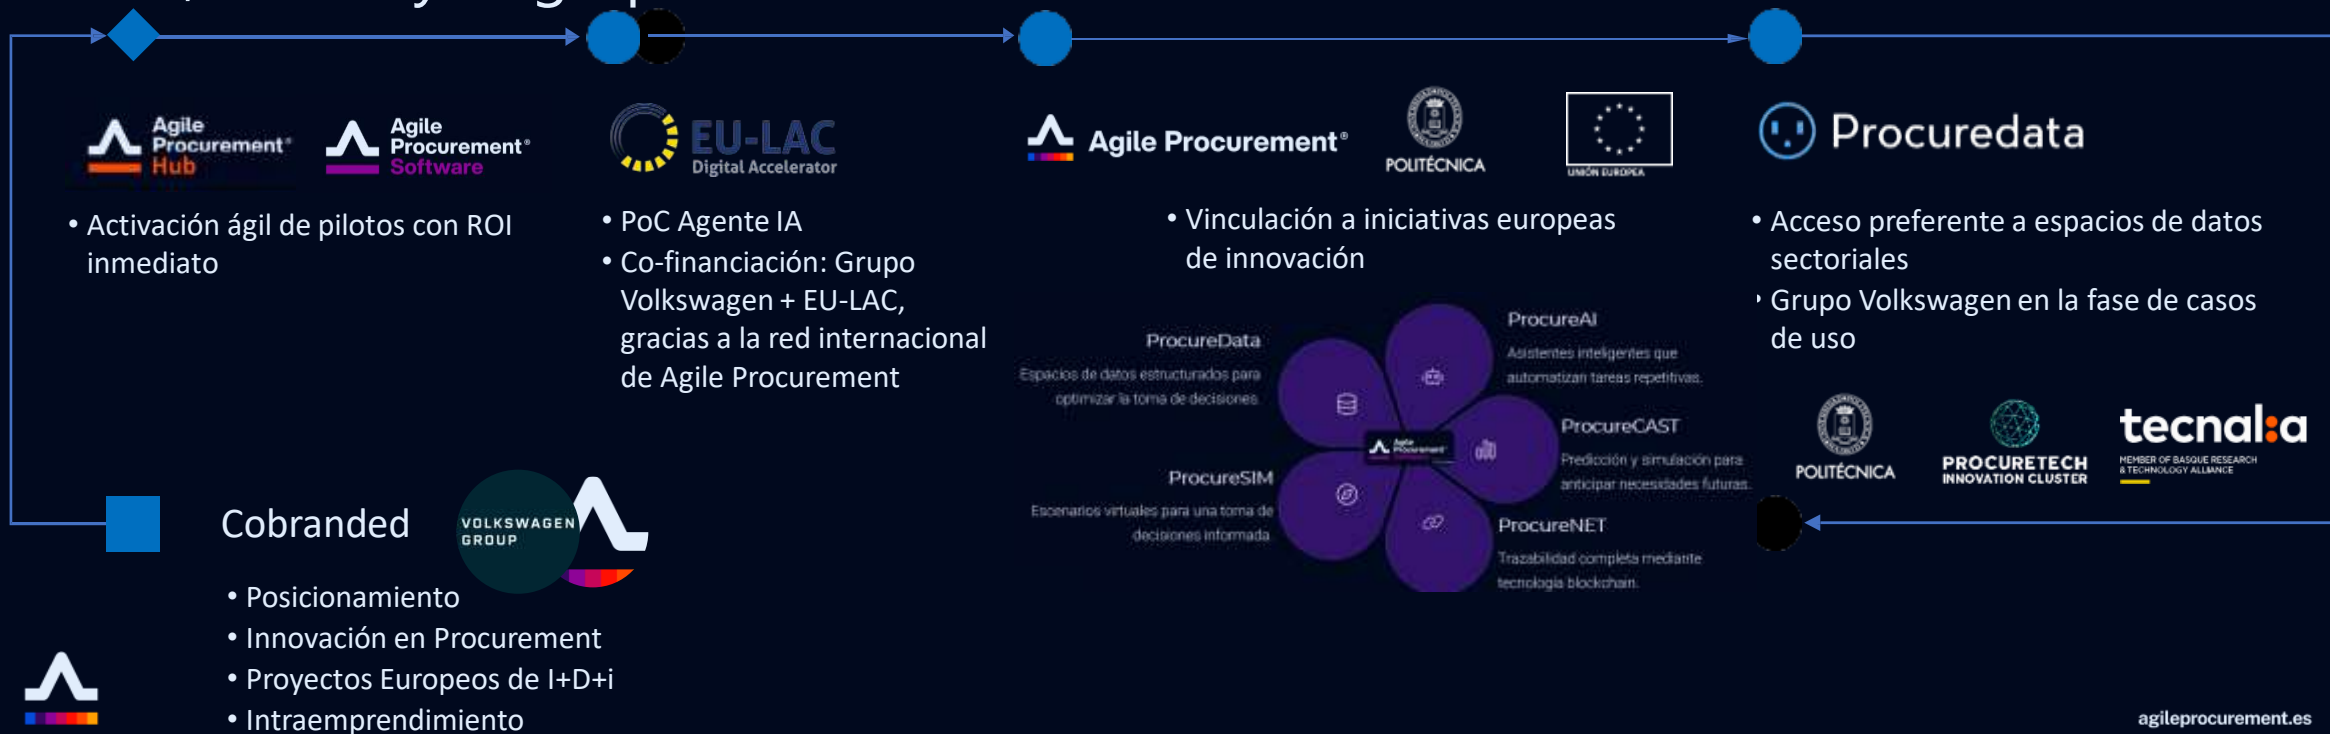 Agile
Procurement®
Hub
Agile
Procurement®
Software
• Activación ágil de pilotos con ROI
inmediato
EU-LAC
Digital Accelerator
• PoC Agente IA
• Co-financiación: Grupo
Volkswagen + EU-LAC,
gracias a la red internacional
de Agile Procurement
Agile Procurement®
POLITÉCNICA
UNIÓN EUROPEA
• Vinculación a iniciativas europeas
de innovación
ProcureData
Espacios de datos estructurados para
optimizar la toma de decisiones.
ProcureAI
Asistentes inteligentes que
automatizan tareas repetitivas.
ProcureCAST
Predicción y simulación para
anticipar necesidades futuras.
Agile
Procurement®
ProcureSIM
Escenarios virtuales para una toma de
decisiones informada
ProcureNET
Trazabilidad completa mediante
tecnología blockchain.
Procuredata
• Acceso preferente a espacios de datos
sectoriales
• Grupo Volkswagen en la fase de casos
de uso
POLITÉCNICA
PROCURETECH
INNOVATION CLUSTER
tecnal:a
MEMBER OF BASQUE RESEARCH
& TECHNOLOGY ALLIANCE
Cobranded
VOLKSWAGEN
GROUP
• Posicionamiento
• Innovación en Procurement
• Proyectos Europeos de I+D+i
• Intraemprendimiento
agileprocurement.es